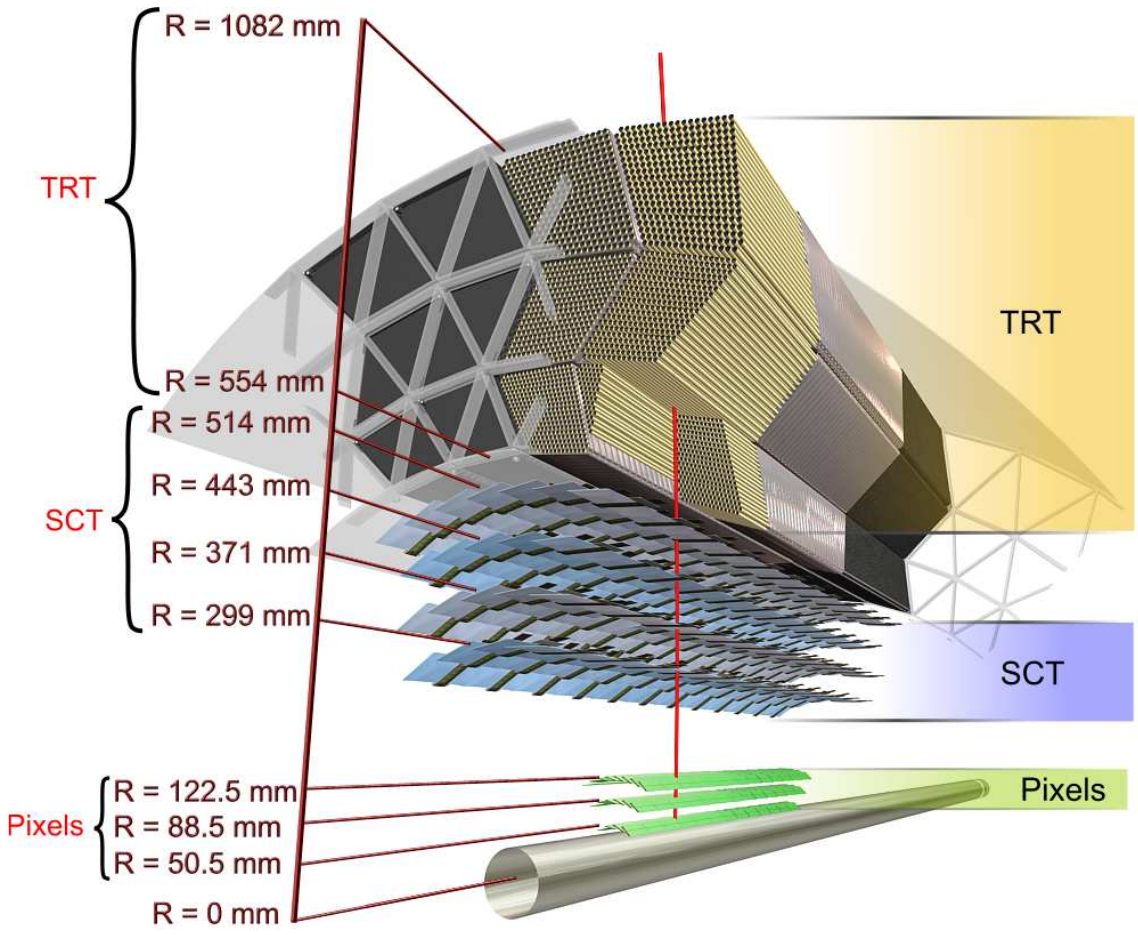 R = 1082 mm
TRT
TRT
R = 554 mm
R = 514 mm
R = 443 mm
SCT
R = 371 mm
R = 299 mm
SCT
R = 122.5 mm
Pixels
Pixels
R = 88.5 mm
R = 50.5 mm
R = 0 mm